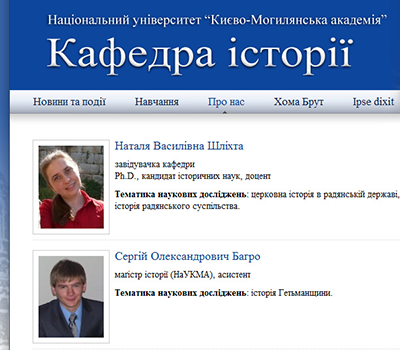 Національний університет “Києво-Могилянська академія”
Кафедра історії
Новини та події Навчання Про нас Хома Брут Ipse dixit
Наталя Василівна Шліхта
завідувачка кафедри
Ph.D., кандидат історичних наук, доцент
Тематика наукових досліджень: церковна історія в радянській державі,
історія радянського суспільства.
Сергій Олександрович Багро
магістр історії (НаУКМА), асистент
Тематика наукових досліджень: історія Гетьманщини.